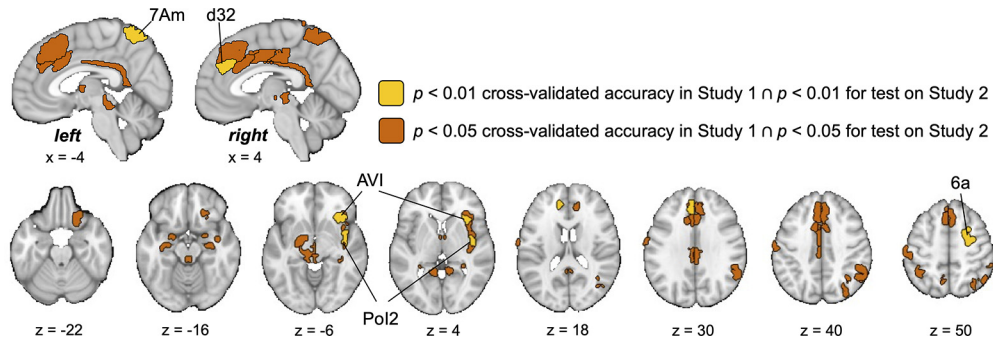 7Am
d32
p < 0.01 cross-validated accuracy in Study 1 ∩ p < 0.01 for test on Study 2
p < 0.05 cross-validated accuracy in Study 1 ∩ p < 0.05 for test on Study 2
left
right
x = -4
x = 4
AVI
6a
PoI2
z = -22
z = -16
z = -6
z = 4
z = 18
z = 30
z = 40
z = 50